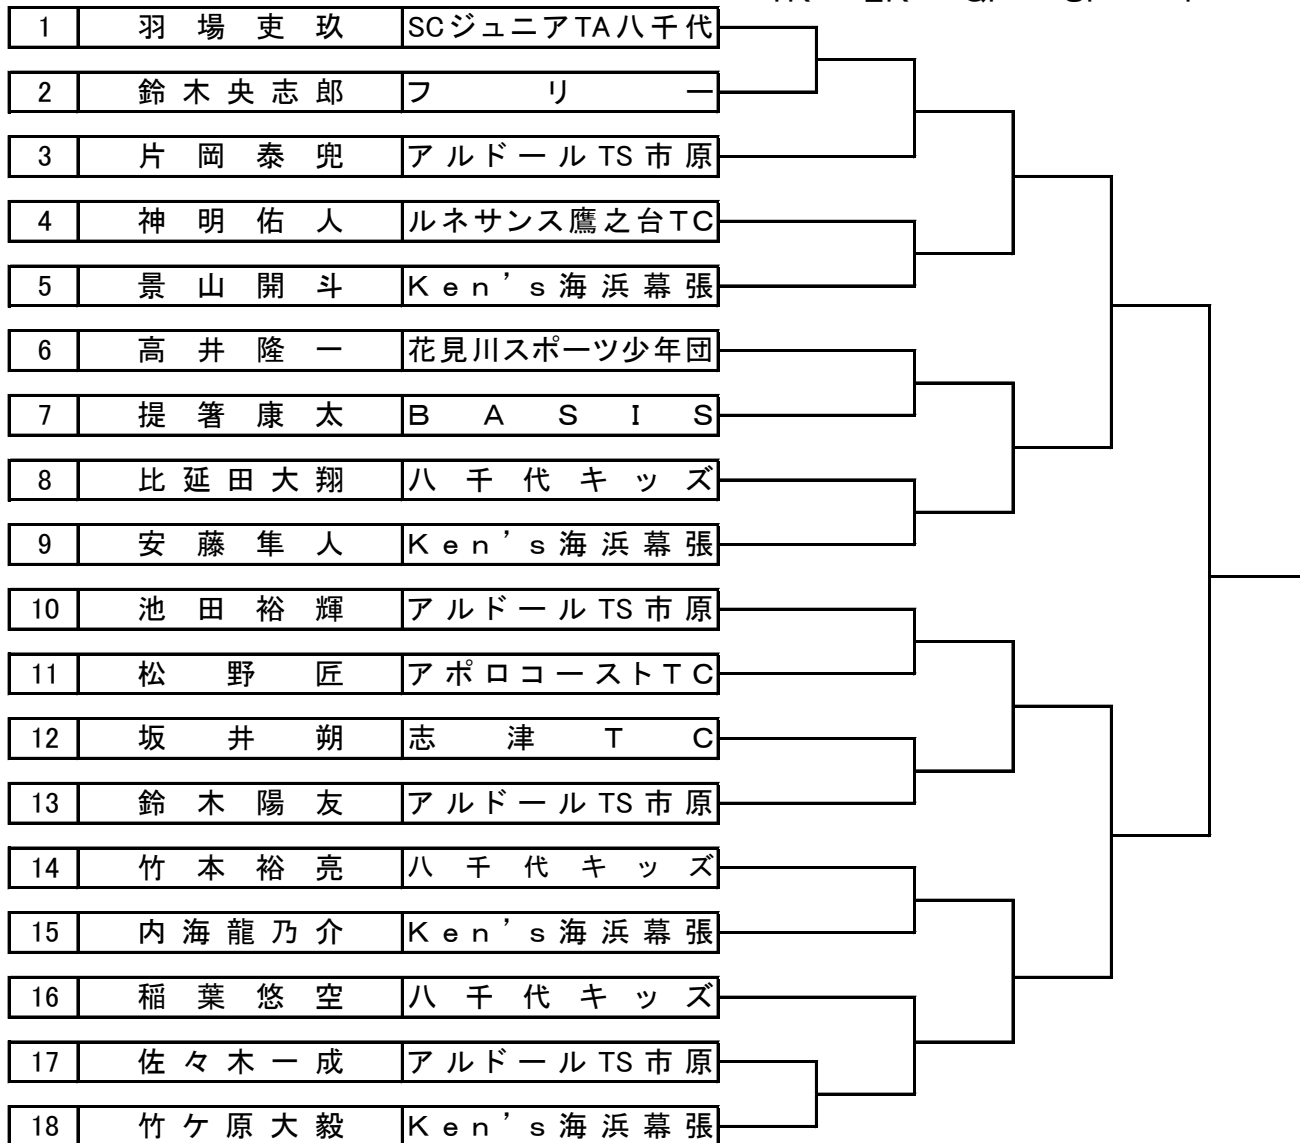 1 羽場吏玖 SCジュニアTA八千代
2 鈴木央志郎 フリー
3 片岡泰兜 アルドールTS市原
4 神明佑人 ルネサンス鷹之台TC
5 景山開斗 Ken's海浜幕張
6 高井隆一 花見川スポーツ少年団
7 提箸康太 BASIS
8 比延田大翔 八千代キッズ
9 安藤隼人 Ken's海浜幕張
10 池田裕輝 アルドールTS市原
11 松野匠 アポロコーストTC
12 坂井朔 志津TC
13 鈴木陽友 アルドールTS市原
14 竹本裕亮 八千代キッズ
15 内海龍乃介 Ken's海浜幕張
16 稲葉悠空 八千代キッズ
17 佐々木一成 アルドールTS市原
18 竹ケ原大毅 Ken's海浜幕張